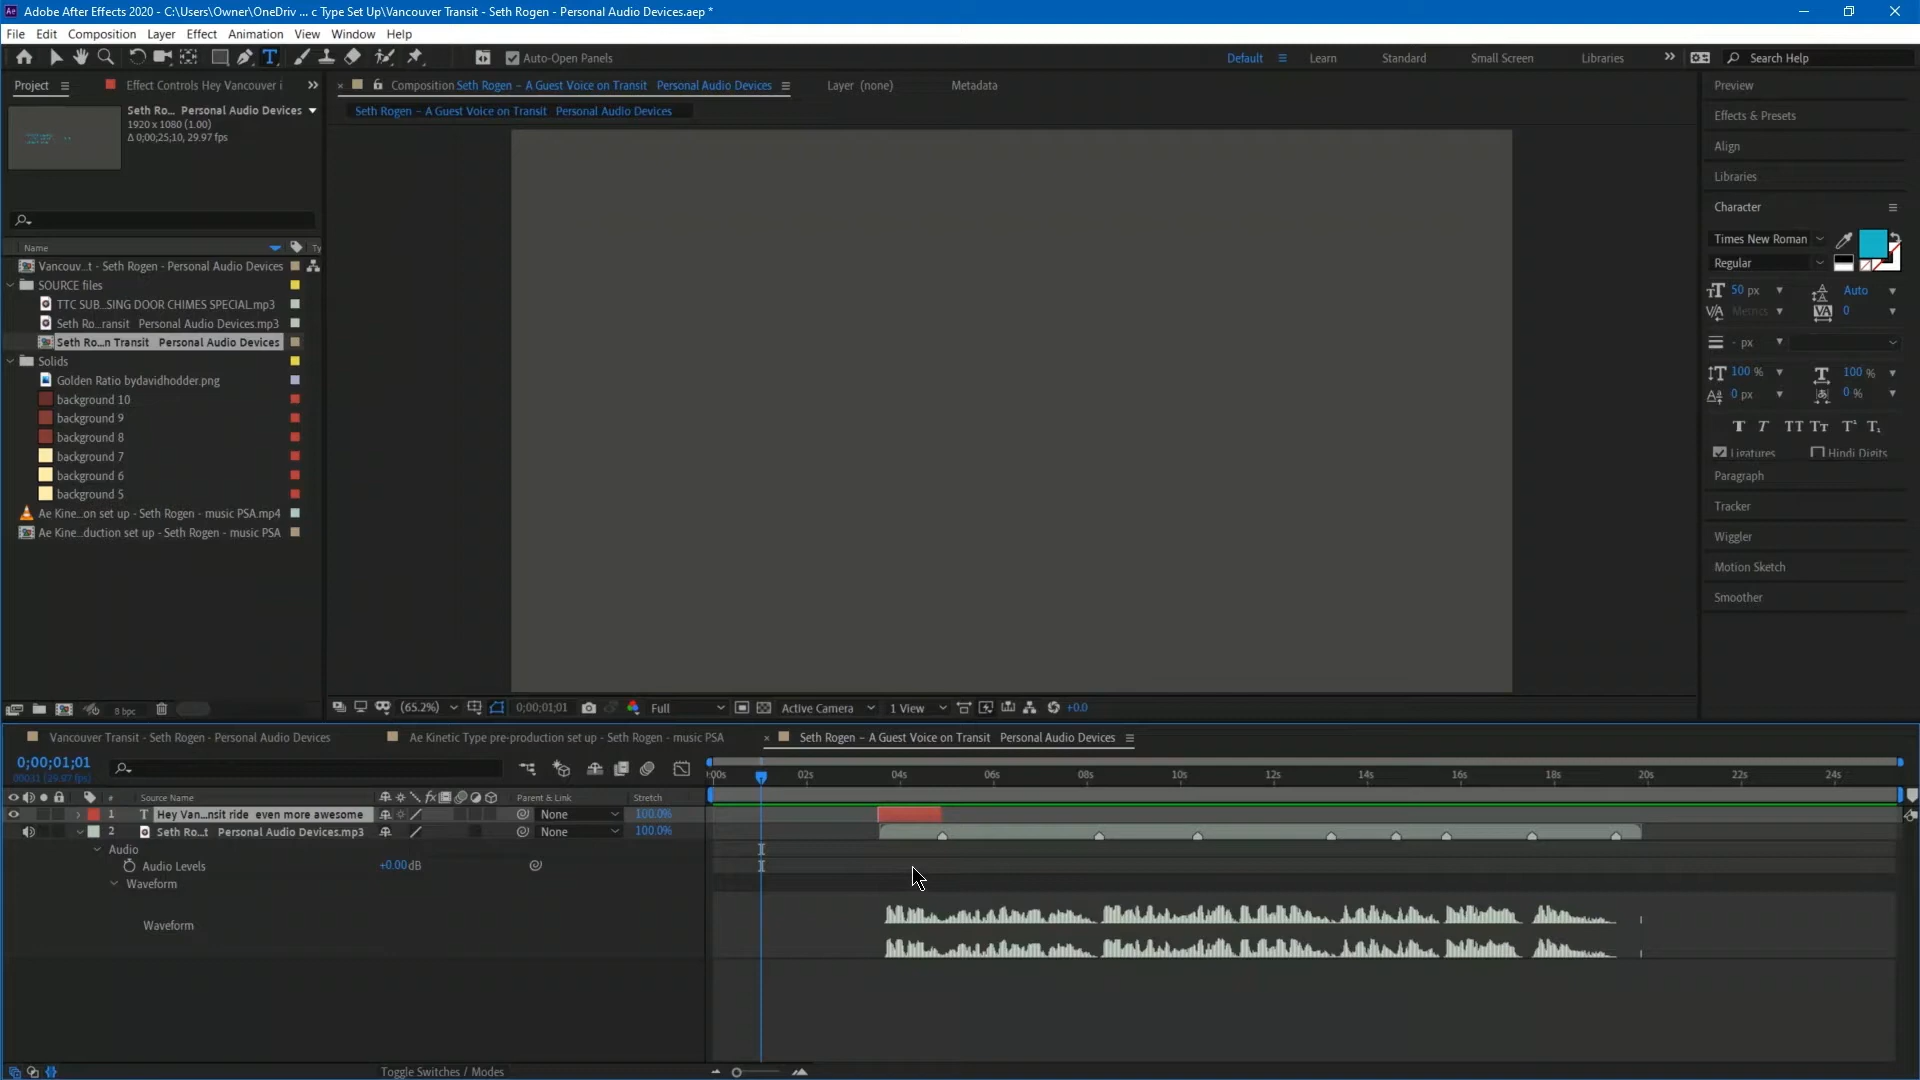 Adobe After Effects 2020 - C:\Users\Owner\OneDriv ... c Type Set Up\Vancouver Transit - Seth Rogen - Personal Audio Devices.aep *
File Edit Composition Layer Effect Animation View Window Help
Auto-Open Panels Default Learn Standard Small Screen Libraries Search Help
Project
Effect Controls Hey Vancouver i
Seth Ro... Personal Audio Devices
1920 x 1080 (1.00)
Δ 0;00;25;10, 29.97 fps
Name Ty
Vancouv...t - Seth Rogen - Personal Audio Devices
SOURCE files
TTC SUB...SING DOOR CHIMES SPECIAL.mp3
Seth Ro...ransit Personal Audio Devices.mp3
Seth Ro...n Transit Personal Audio Devices
Solids
Golden Ratio bydavidhodder.png
background 10
background 9
background 8
background 7
background 6
background 5
Ae Kine...on set up - Seth Rogen - music PSA.mp4
Ae Kine...duction set up - Seth Rogen - music PSA
8 bpc
Composition Seth Rogen – A Guest Voice on Transit Personal Audio Devices
Layer (none)
Metadata
Seth Rogen – A Guest Voice on Transit Personal Audio Devices
(65.2%) 0;00;01;01 Full Active Camera 1 View +0.0
Preview
Effects & Presets
Align
Libraries
Character
Times New Roman
Regular
50 px Auto
Metrics 0
- px
100 % 100 %
0 px 0 %
T T TT Tt T¹ T₁
Ligatures Hindi Digits
Paragraph
Tracker
Wiggler
Motion Sketch
Smoother
Vancouver Transit - Seth Rogen - Personal Audio Devices
Ae Kinetic Type pre-production set up - Seth Rogen - music PSA
Seth Rogen – A Guest Voice on Transit Personal Audio Devices
0;00;01;01
00031 (29.97 fps)
:00s 02s 04s 06s 08s 10s 12s 14s 16s 18s 20s 22s 24s
# Source Name Parent & Link Stretch
1 Hey Van...nsit ride even more awesome None 100.0%
2 Seth Ro...t Personal Audio Devices.mp3 None 100.0%
Audio
Audio Levels +0.00 dB
Waveform
Waveform
Toggle Switches / Modes